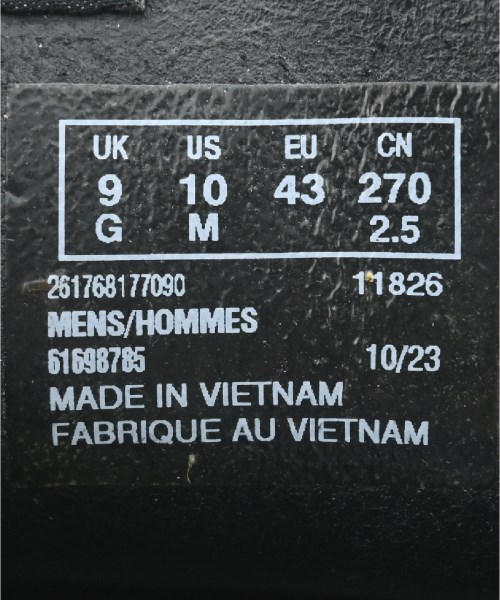 UK US EU CN
9 10 43 270
G M 2.5
261768177090 11826
MENS/HOMMES
61698785 10/23
MADE IN VIETNAM
FABRIQUE AU VIETNAM